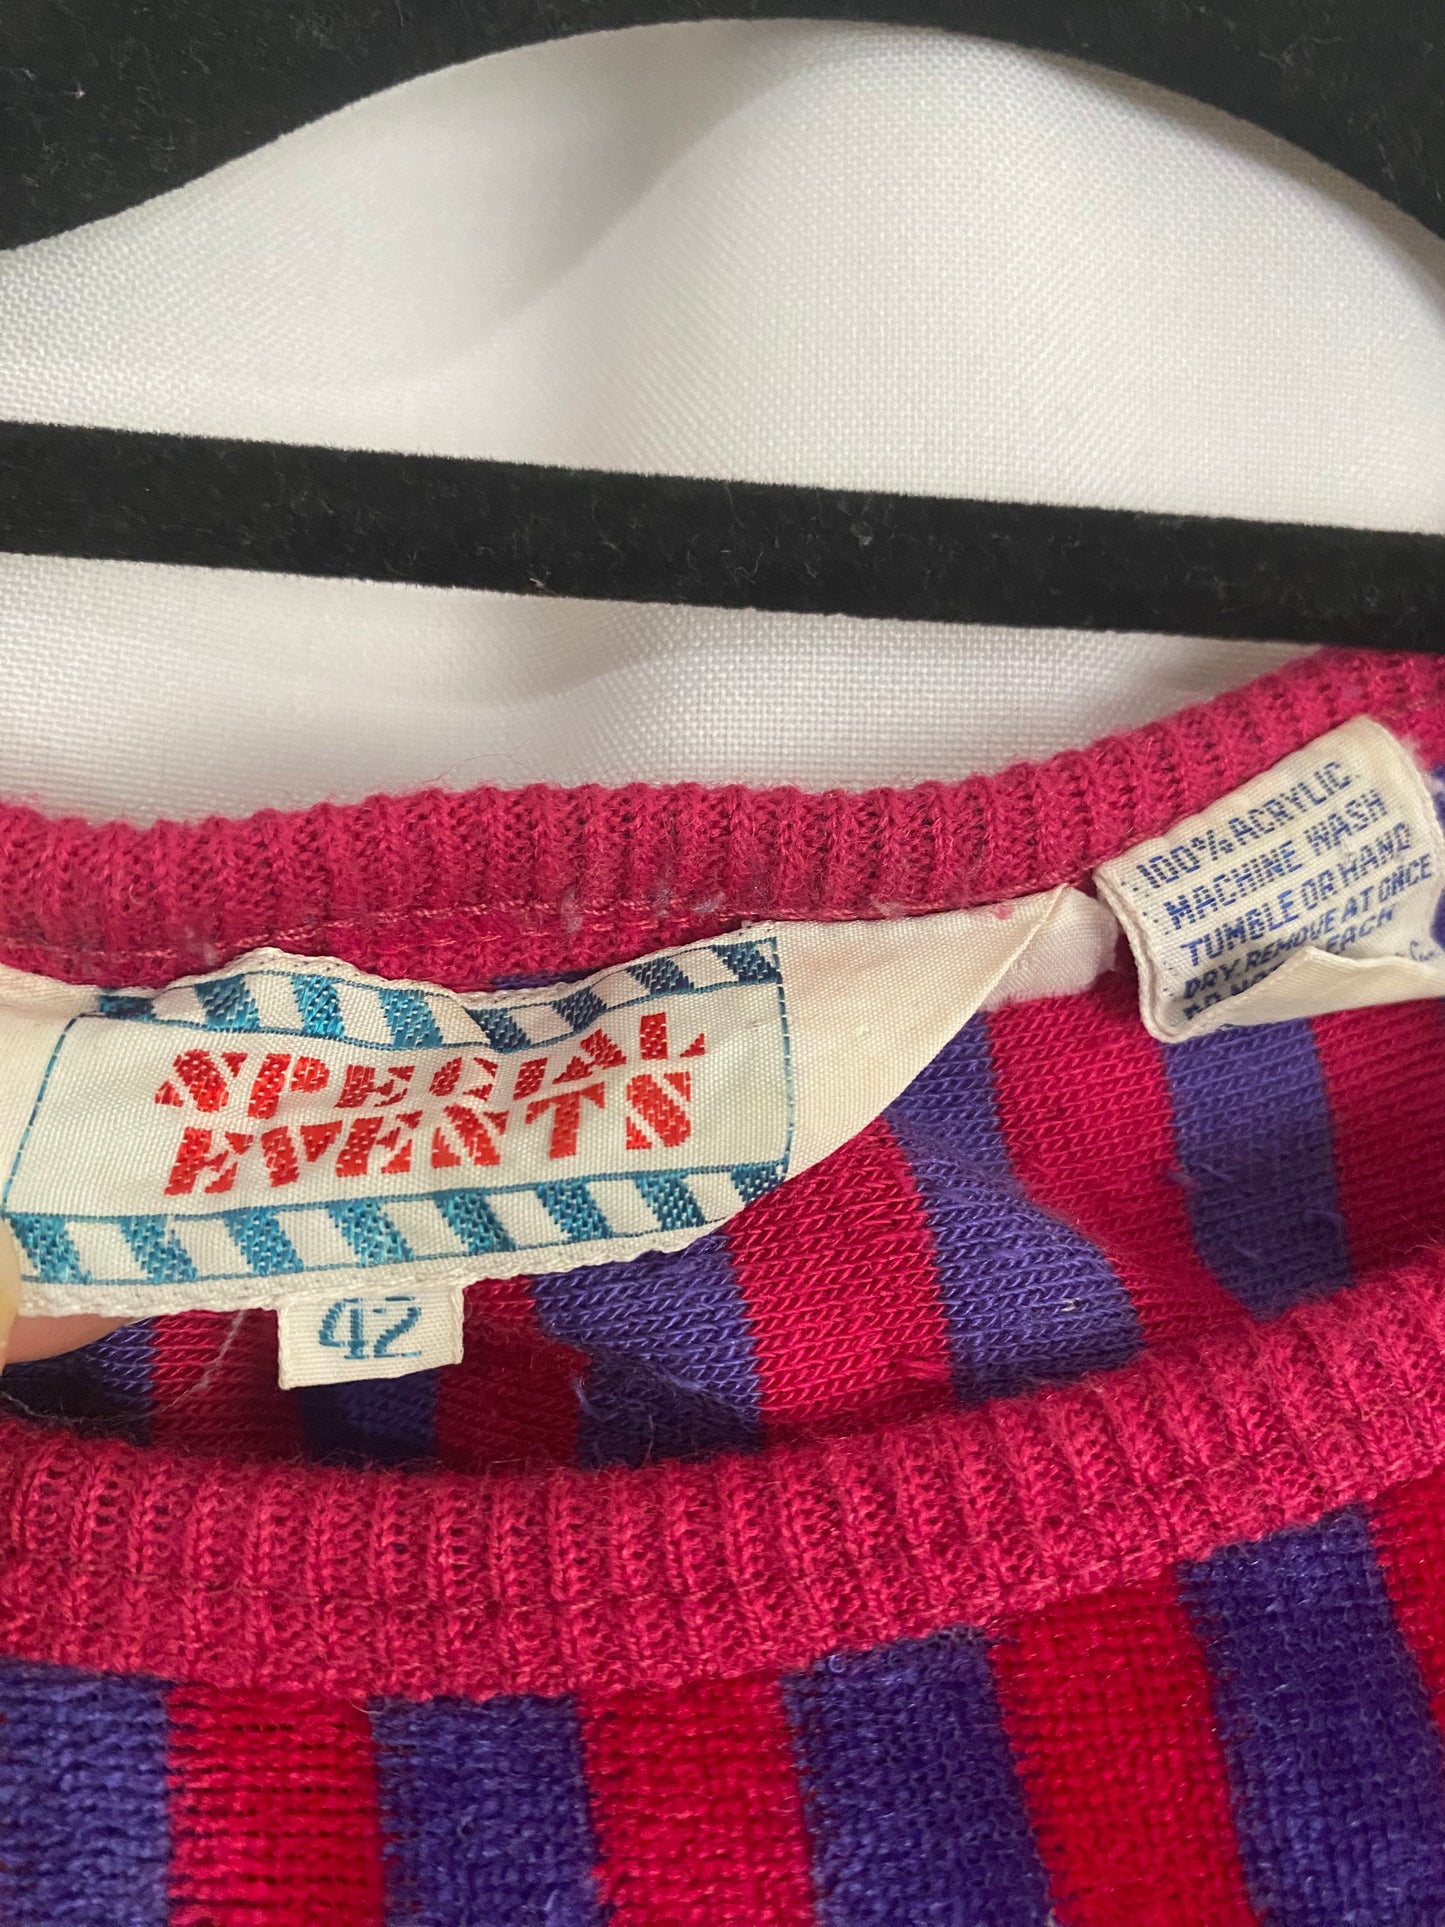 SPECIAL
EVENTS
42
100% ACRYLIC
MACHINE WASH
TUMBLE OR HAND
DRY. REMOVE AT ONCE